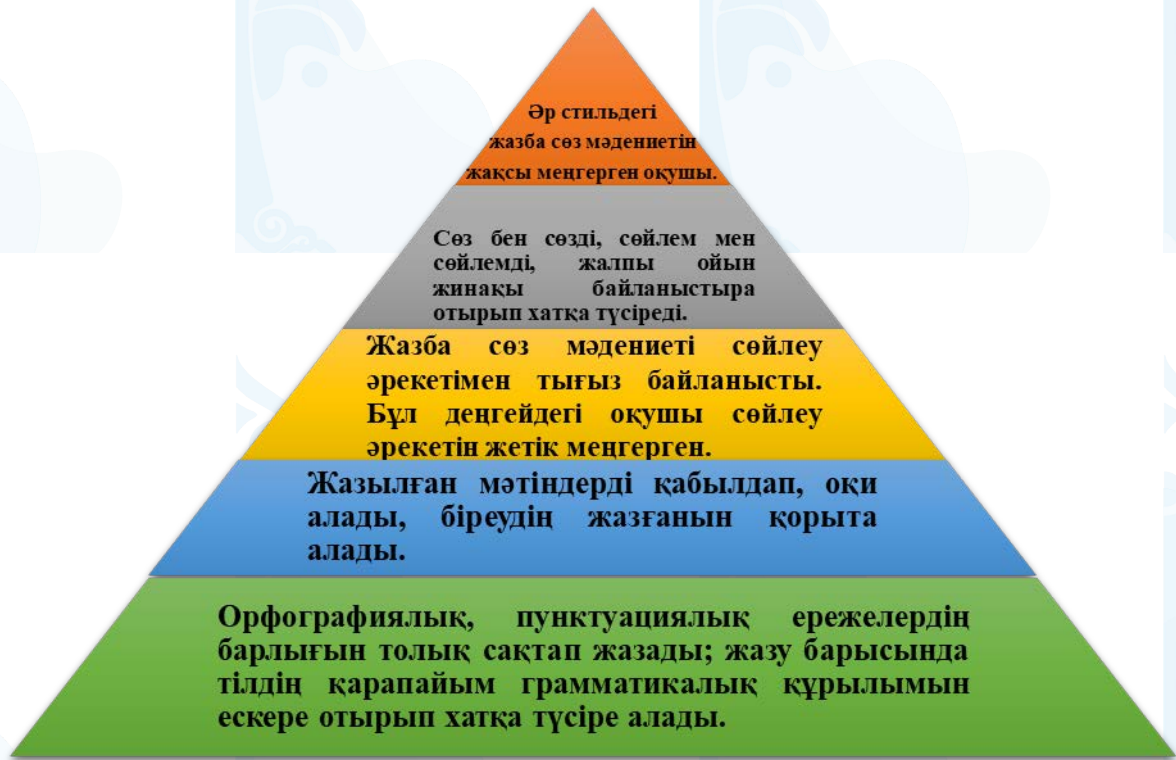 Әр стильдегі
жазба сөз мәдениетін
жақсы меңгерген оқушы.
Сөз бен сөзді, сөйлем мен
сөйлемді, жалпы ойын
жинақы байланыстыра
отырып хатқа түсіреді.
Жазба сөз мәдениеті сөйлеу
әрекетімен тығыз байланысты.
Бұл деңгейдегі оқушы сөйлеу
әрекетін жетік меңгерген.
Жазылған мәтіндерді қабылдап, оқи
алады, біреудің жазғанын қорыта
алады.
Орфографиялық, пунктуациялық ережелердің
барлығын толық сақтап жазады; жазу барысында
тілдің қарапайым грамматикалық құрылымын
ескере отырып хатқа түсіре алады.